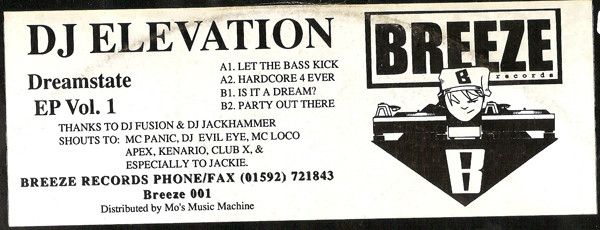 DJ ELEVATION
Dreamstate
EP Vol. 1
A1. LET THE BASS KICK
A2. HARDCORE 4 EVER
B1. IS IT A DREAM?
B2. PARTY OUT THERE
THANKS TO DJ FUSION & DJ JACKHAMMER
SHOUTS TO: MC PANIC, DJ EVIL EYE, MC LOCO
APEX, KENARIO, CLUB X, &
ESPECIALLY TO JACKIE.
BREEZE RECORDS PHONE/FAX (01592) 721843
Breeze 001
Distributed by Mo's Music Machine
BREEZE
records
B
B